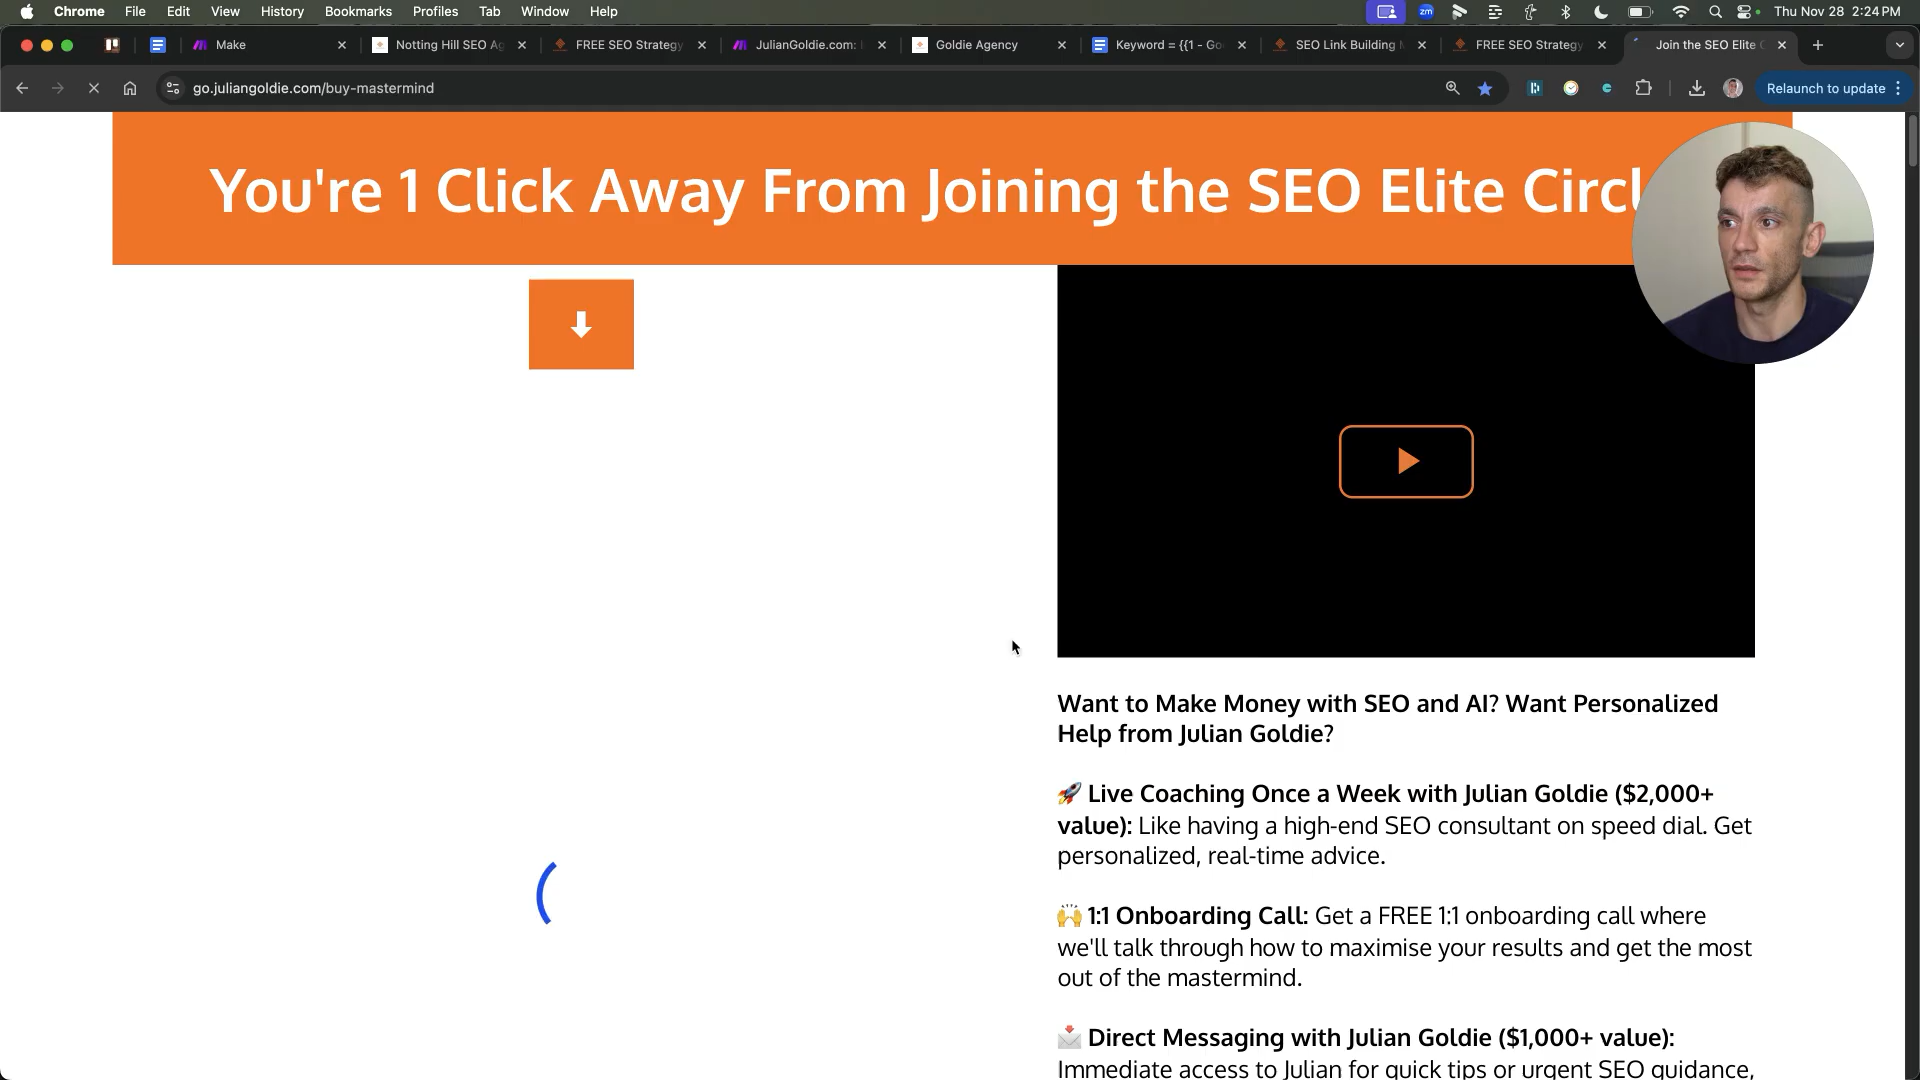 Chrome File Edit View History Bookmarks Profiles Tab Window Help
zm
Thu Nov 28 2:24 PM
Make
Notting Hill SEO Ag
FREE SEO Strategy
JulianGoldie.com:
Goldie Agency
Keyword = {{1 - Go
SEO Link Building
FREE SEO Strategy
Join the SEO Elite C
go.juliangoldie.com/buy-mastermind
Relaunch to update
You're 1 Click Away From Joining the SEO Elite Circl
Want to Make Money with SEO and AI? Want Personalized
Help from Julian Goldie?
🚀 Live Coaching Once a Week with Julian Goldie ($2,000+
value): Like having a high-end SEO consultant on speed dial. Get
personalized, real-time advice.
🙌 1:1 Onboarding Call: Get a FREE 1:1 onboarding call where
we'll talk through how to maximise your results and get the most
out of the mastermind.
📩 Direct Messaging with Julian Goldie ($1,000+ value):
Immediate access to Julian for quick tips or urgent SEO guidance,